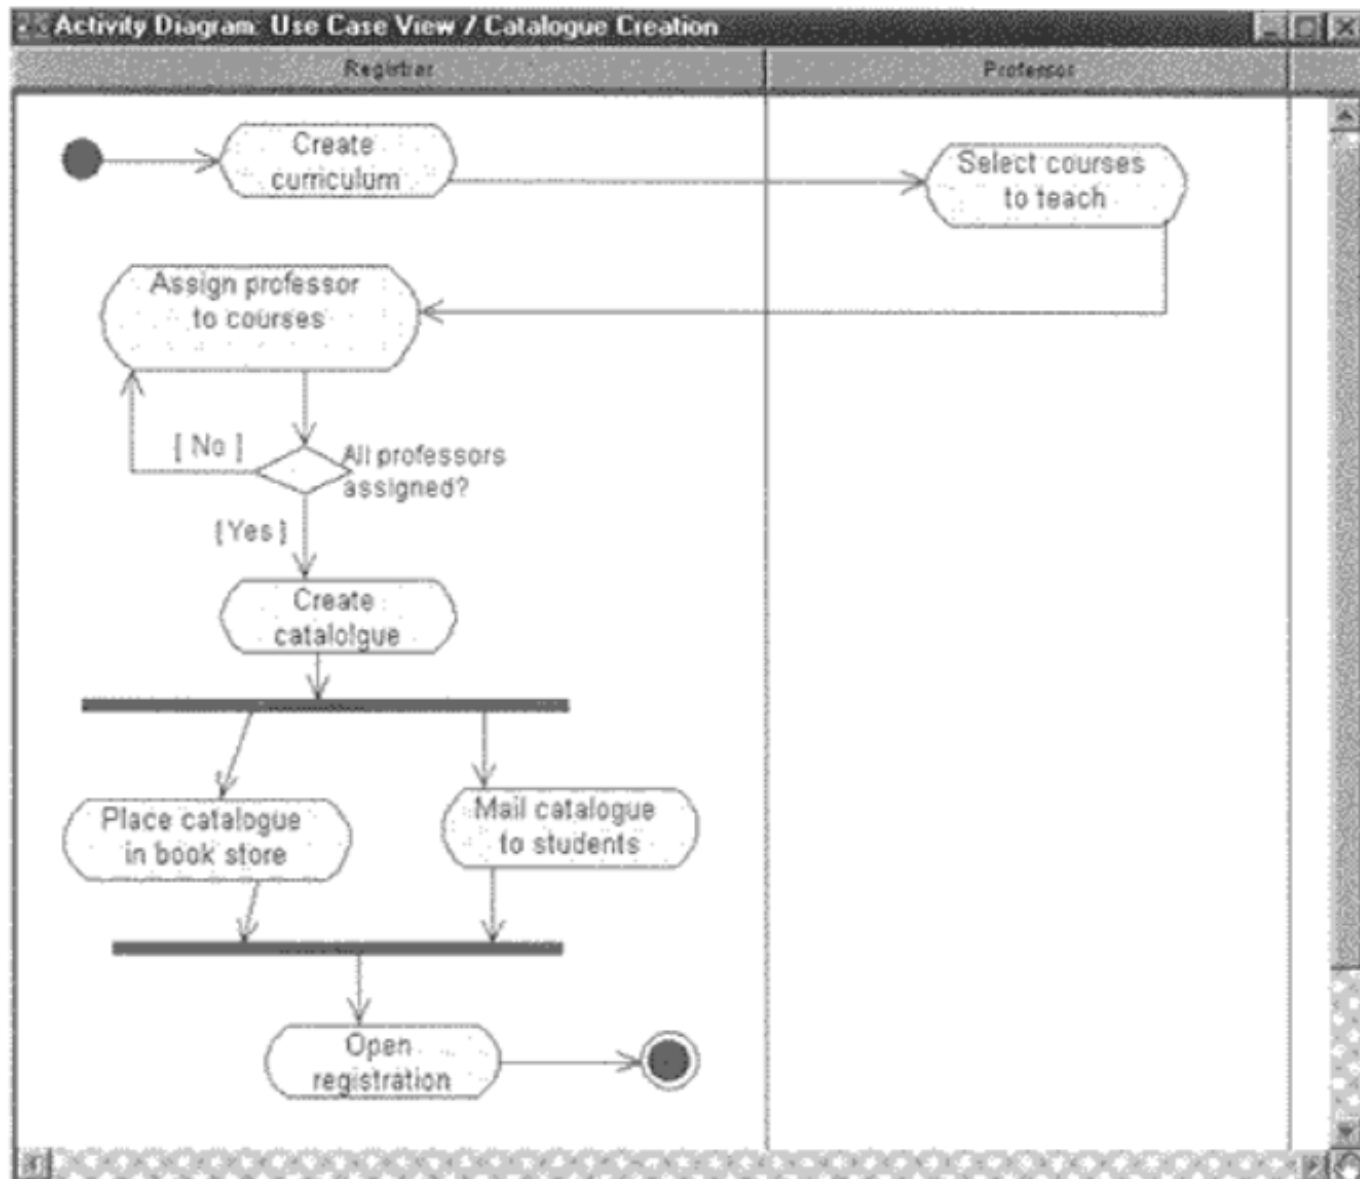 Activity Diagram: Use Case View / Catalogue Creation
Registrar
Professor
Create
curriculum
Select courses
to teach
Assign professor
to courses
[ No ]
All professors
assigned?
[Yes]
Create
catalolgue
Place catalogue
in book store
Mail catalogue
to students
Open
registration